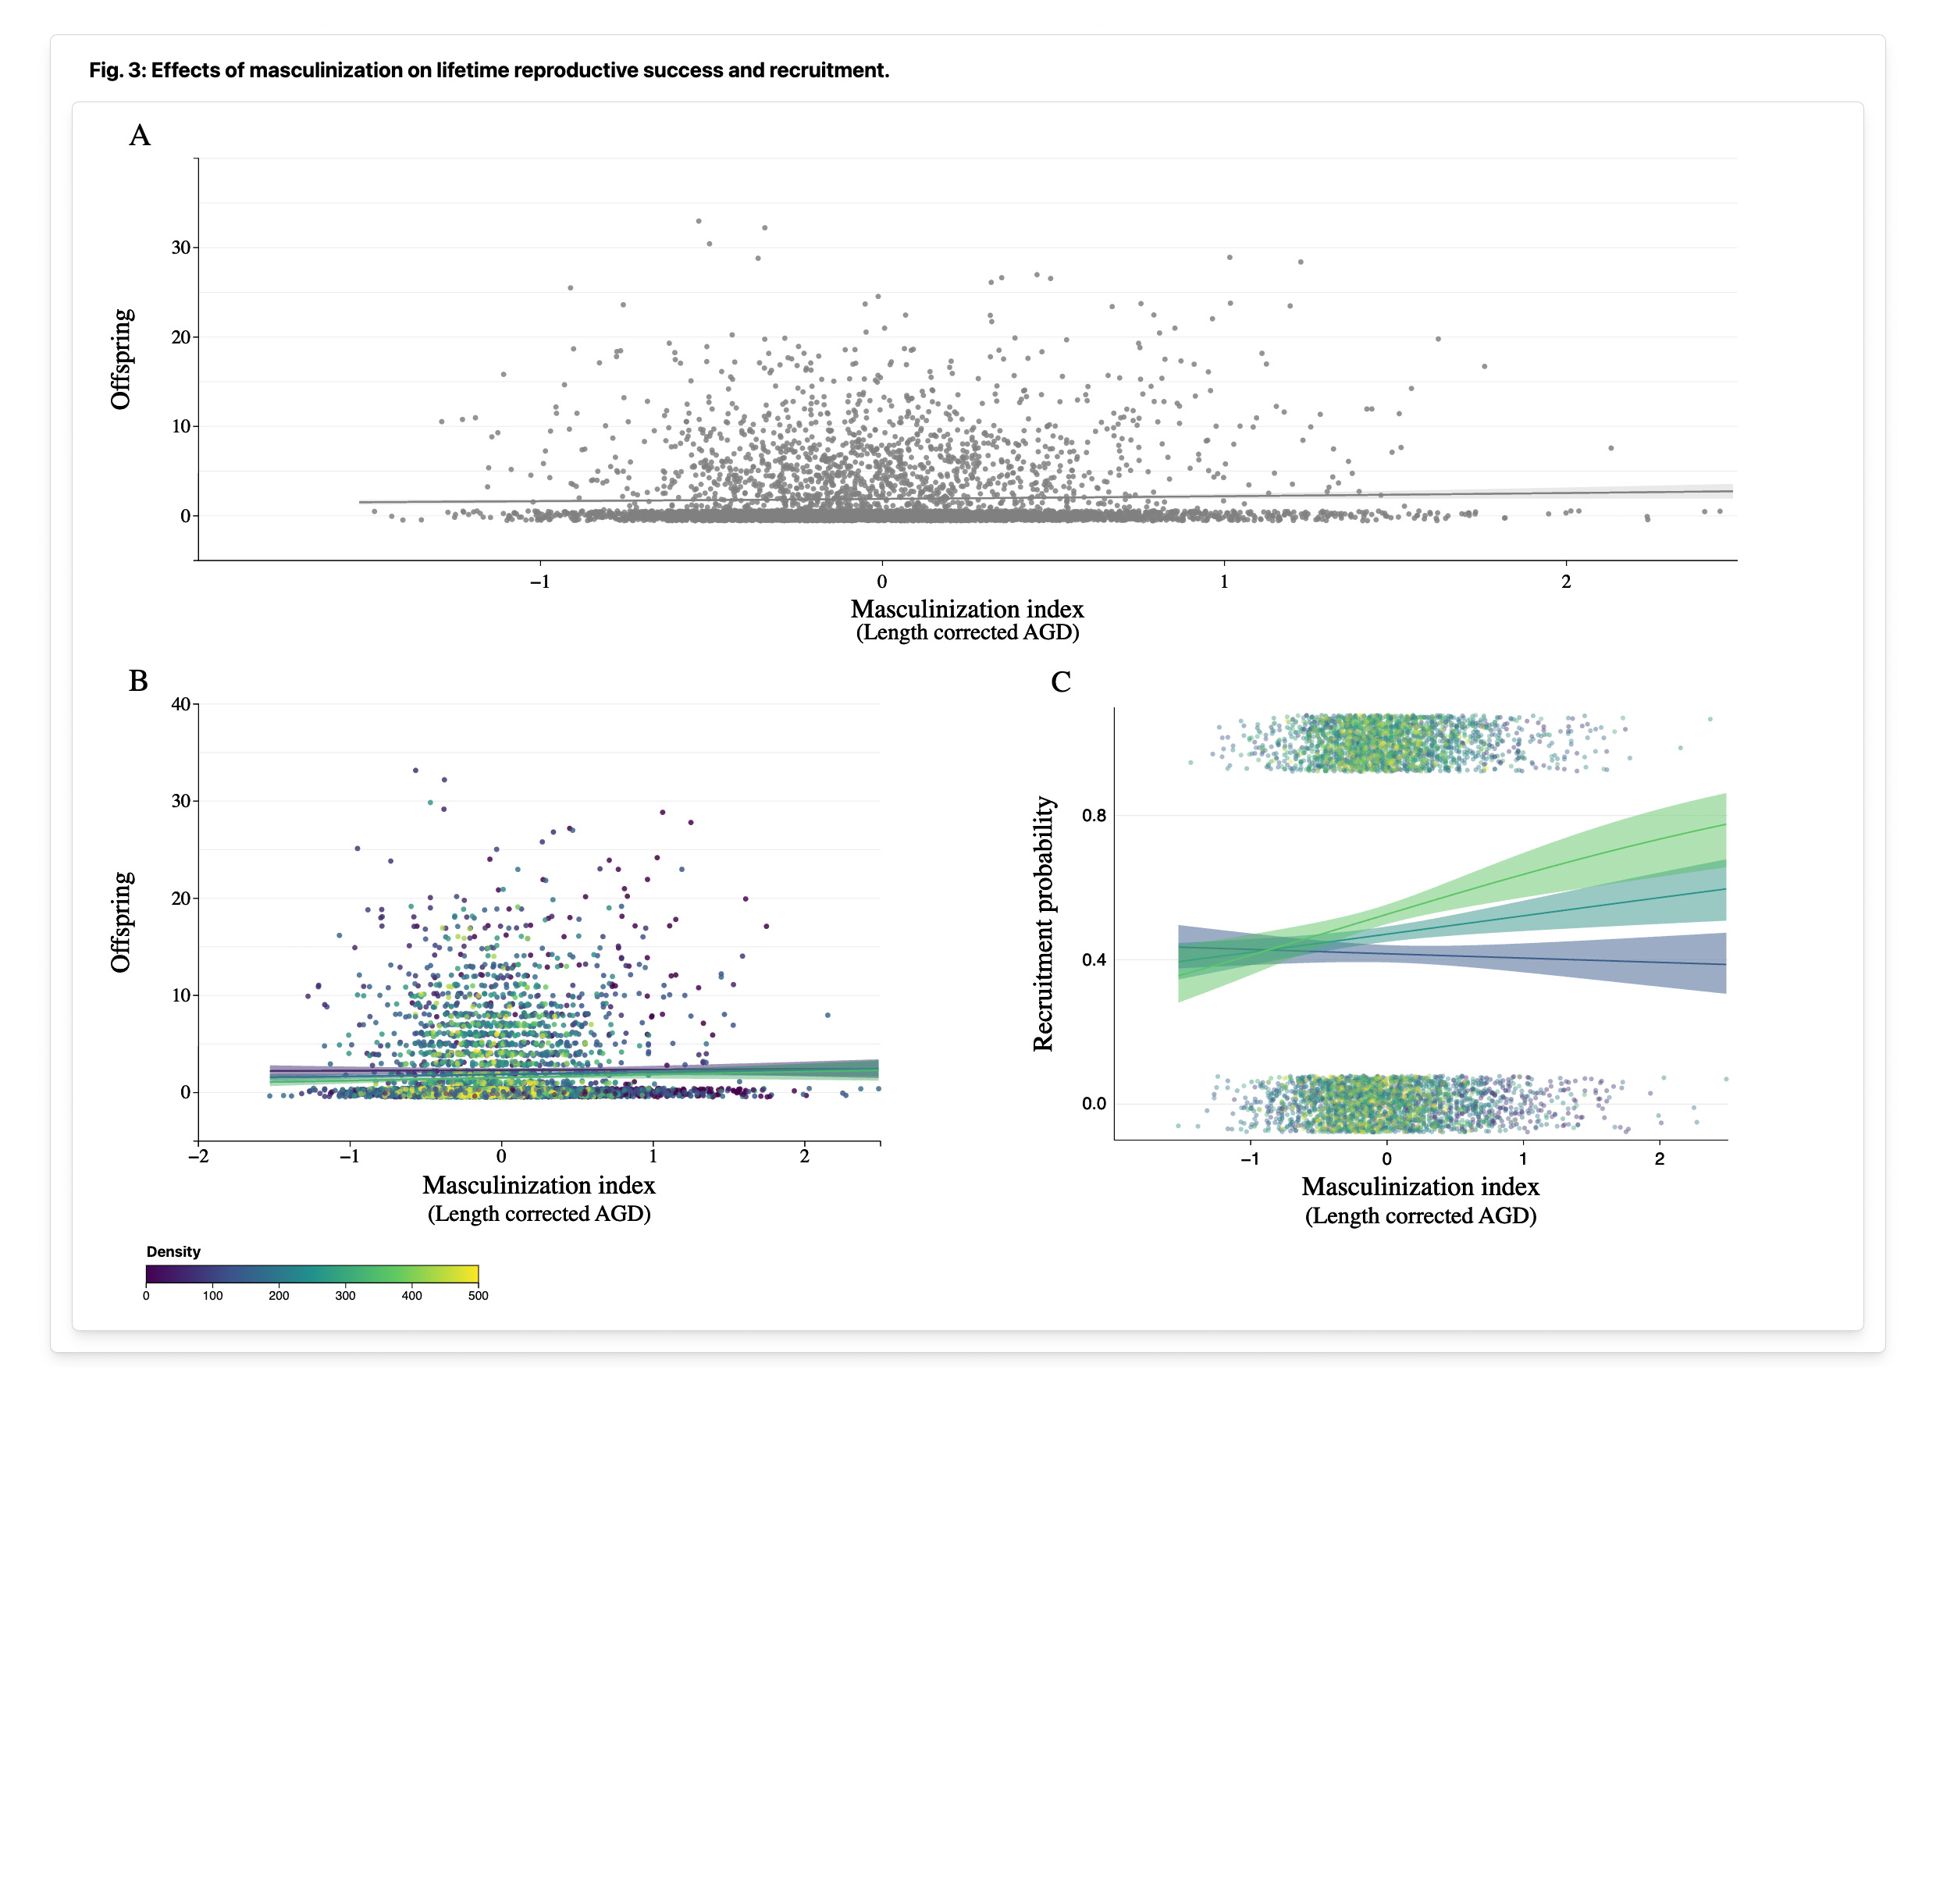 Fig. 3: Effects of masculinization on lifetime reproductive success and recruitment.
A
Offspring
30
20
10
0
−1 0 1 2
Masculinization index
(Length corrected AGD)
B
Offspring
40
30
20
10
0
−2 −1 0 1 2
Masculinization index
(Length corrected AGD)
C
Recruitment probability
0.8
0.4
0.0
−1 0 1 2
Masculinization index
(Length corrected AGD)
Density
0 100 200 300 400 500